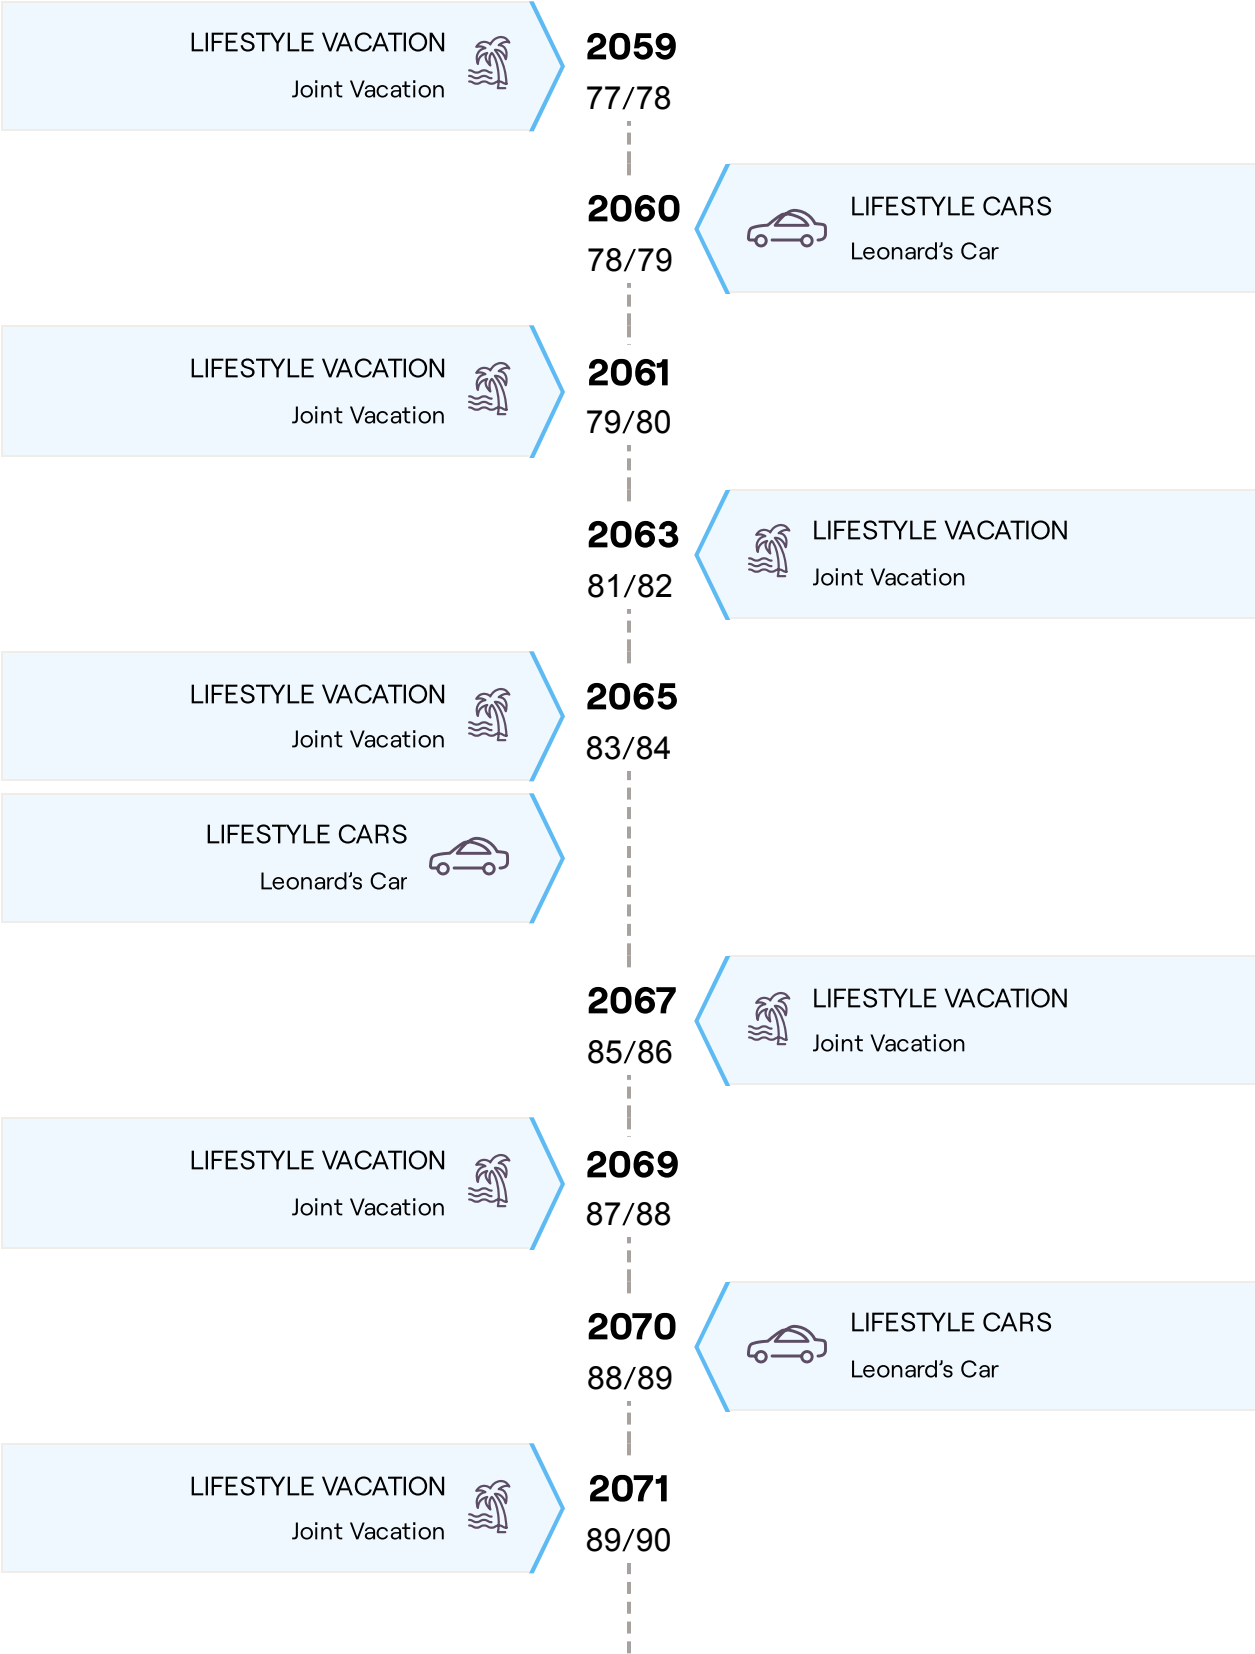 LIFESTYLE VACATION
Joint Vacation
2059
77/78
2060
78/79
LIFESTYLE CARS
Leonard’s Car
LIFESTYLE VACATION
Joint Vacation
2061
79/80
2063
81/82
LIFESTYLE VACATION
Joint Vacation
LIFESTYLE VACATION
Joint Vacation
2065
83/84
LIFESTYLE CARS
Leonard’s Car
2067
85/86
LIFESTYLE VACATION
Joint Vacation
LIFESTYLE VACATION
Joint Vacation
2069
87/88
2070
88/89
LIFESTYLE CARS
Leonard’s Car
LIFESTYLE VACATION
Joint Vacation
2071
89/90